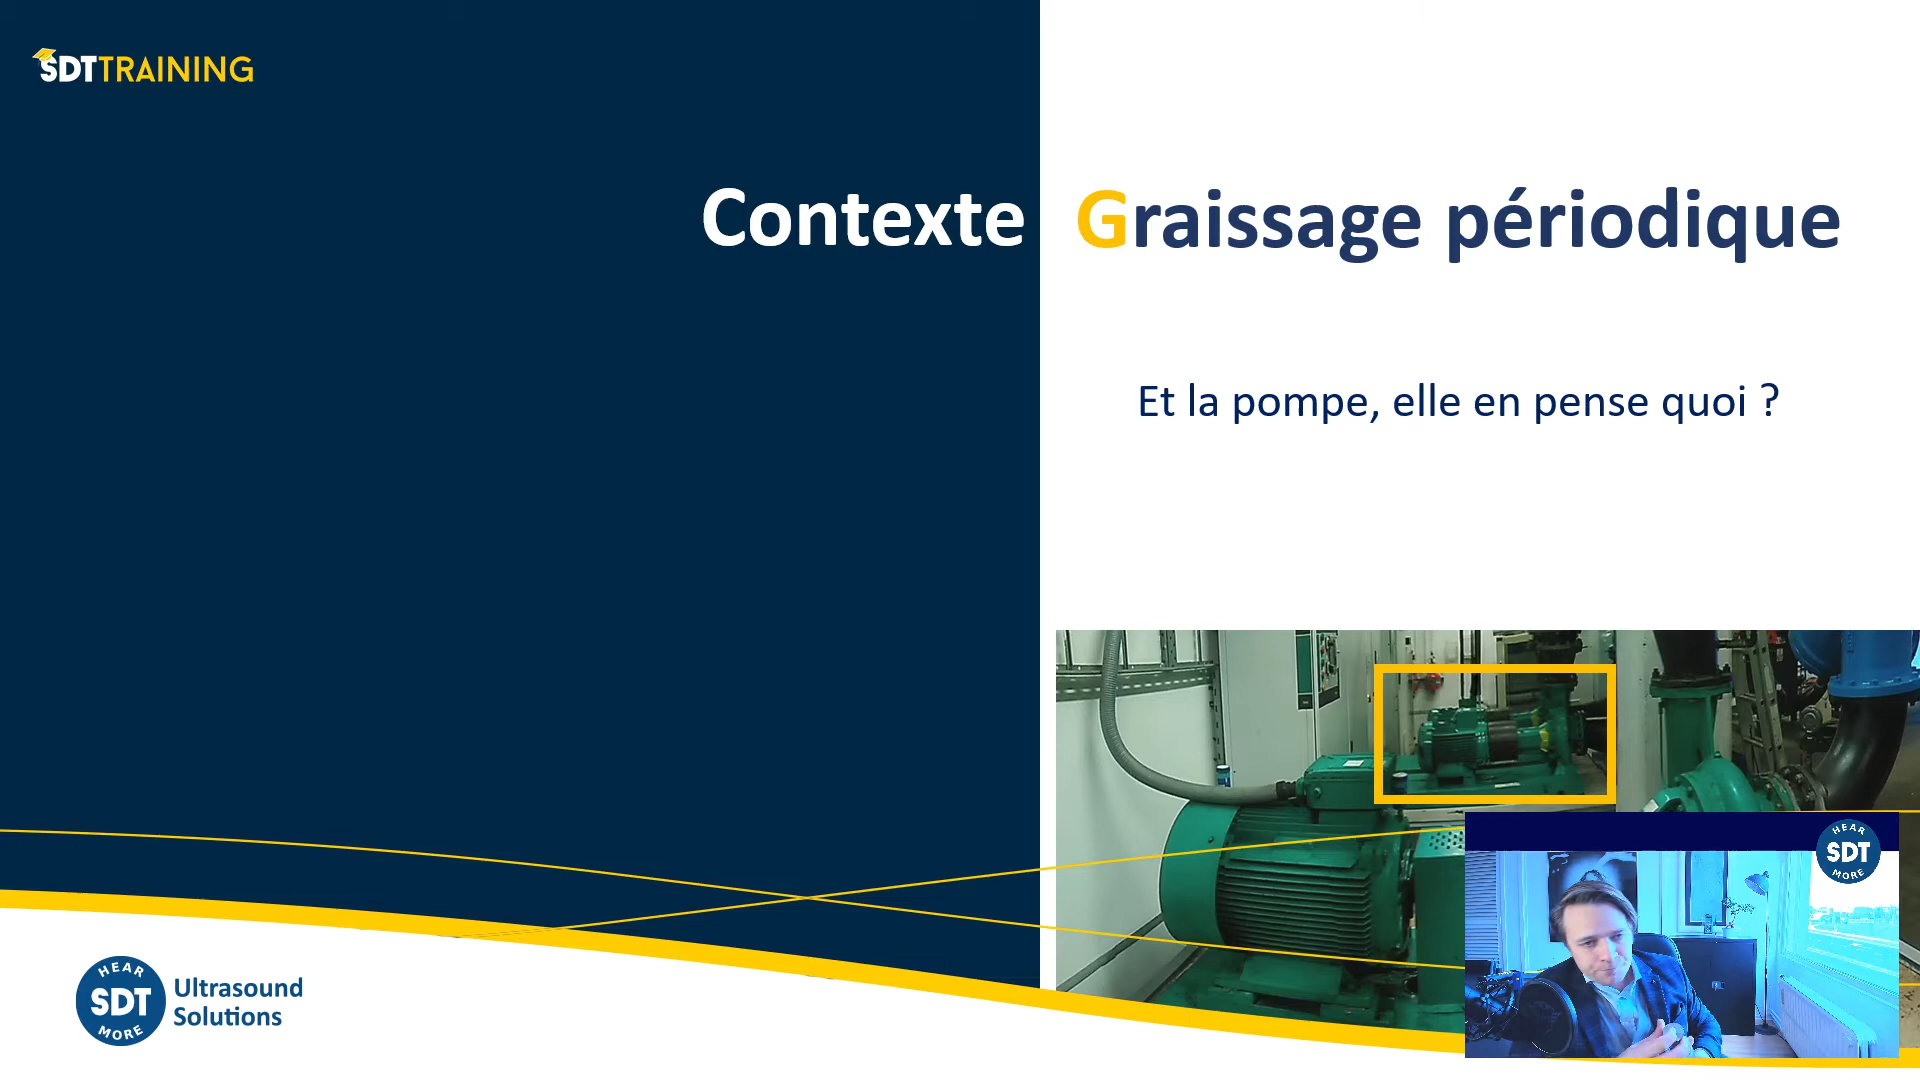 SDTTRAINING
Contexte Graissage périodique
Et la pompe, elle en pense quoi ?
HEAR
SDT
MORE
HEAR
SDT
MORE
Ultrasound
Solutions